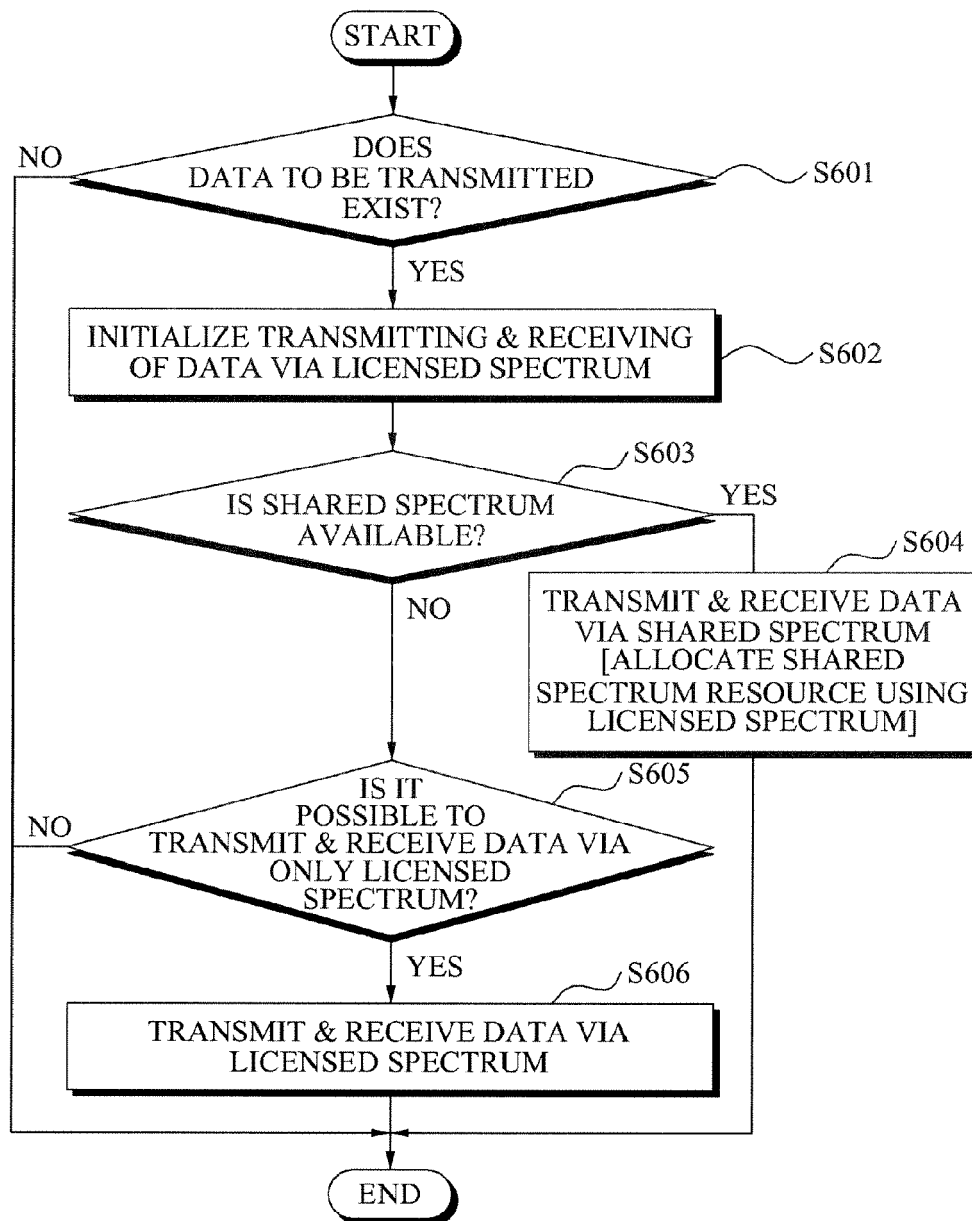 START
DOES
DATA TO BE TRANSMITTED
EXIST?
NO
S601
YES
INITIALIZE TRANSMITTING & RECEIVING
OF DATA VIA LICENSED SPECTRUM
S602
S603
IS SHARED SPECTRUM
AVAILABLE?
YES
NO
S604
TRANSMIT & RECEIVE DATA
VIA SHARED SPECTRUM
[ALLOCATE SHARED
SPECTRUM RESOURCE USING
LICENSED SPECTRUM]
S605
IS IT
POSSIBLE TO
TRANSMIT & RECEIVE DATA VIA
ONLY LICENSED
SPECTRUM?
NO
YES
S606
TRANSMIT & RECEIVE DATA VIA
LICENSED SPECTRUM
END